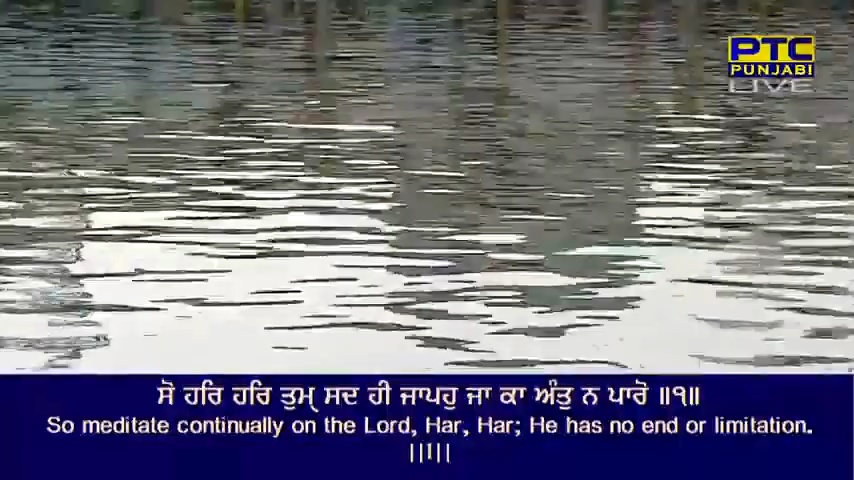 PTC
PUNJABI
LIVE
ਸੋ ਹਰਿ ਹਰਿ ਤੁਮ੍ ਸਦ ਹੀ ਜਾਪਹੁ ਜਾ ਕਾ ਅੰਤੁ ਨ ਪਾਰੋ ॥੧॥
So meditate continually on the Lord, Har, Har; He has no end or limitation.
||1||